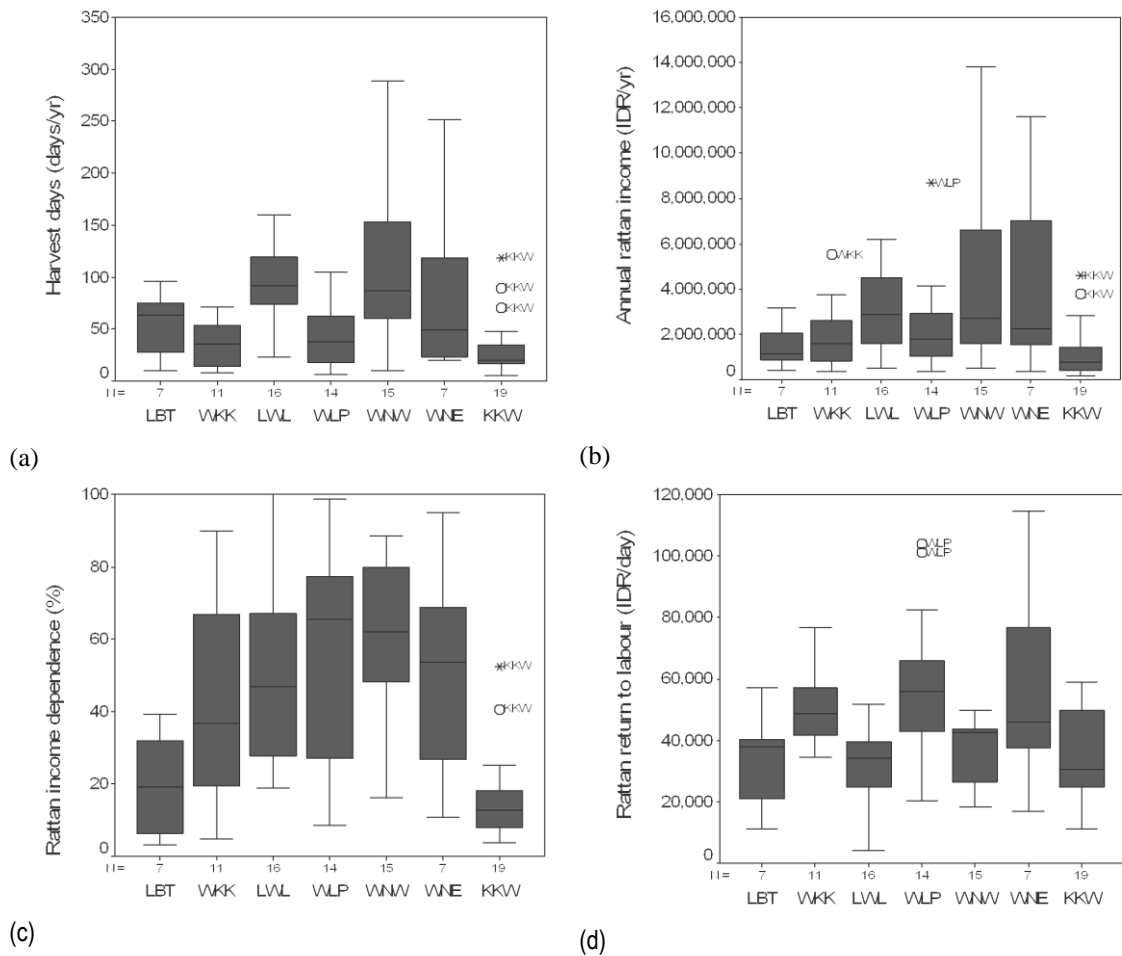 350
300
250
200
150
100
50
0
Harvest days (days/yr)
KKW
KKW
KKW
N= 7 11 16 14 15 7 19
LBT WKK LWL WLP WNW WNE KKW
(a)
16,000,000
14,000,000
12,000,000
10,000,000
8,000,000
6,000,000
4,000,000
2,000,000
0
Annual rattan income (IDR/yr)
WLP
WKK
KKW
KKW
N= 7 11 16 14 15 7 19
LBT WKK LWL WLP WNW WNE KKW
(b)
100
80
60
40
20
0
Rattan income dependence (%)
KKW
KKW
N= 7 11 16 14 15 7 19
LBT WKK LWL WLP WNW WNE KKW
(c)
120,000
100,000
80,000
60,000
40,000
20,000
0
Rattan return to labour (IDR/day)
WLP
WLP
N= 7 11 16 14 15 7 19
LBT WKK LWL WLP WNW WNE KKW
(d)